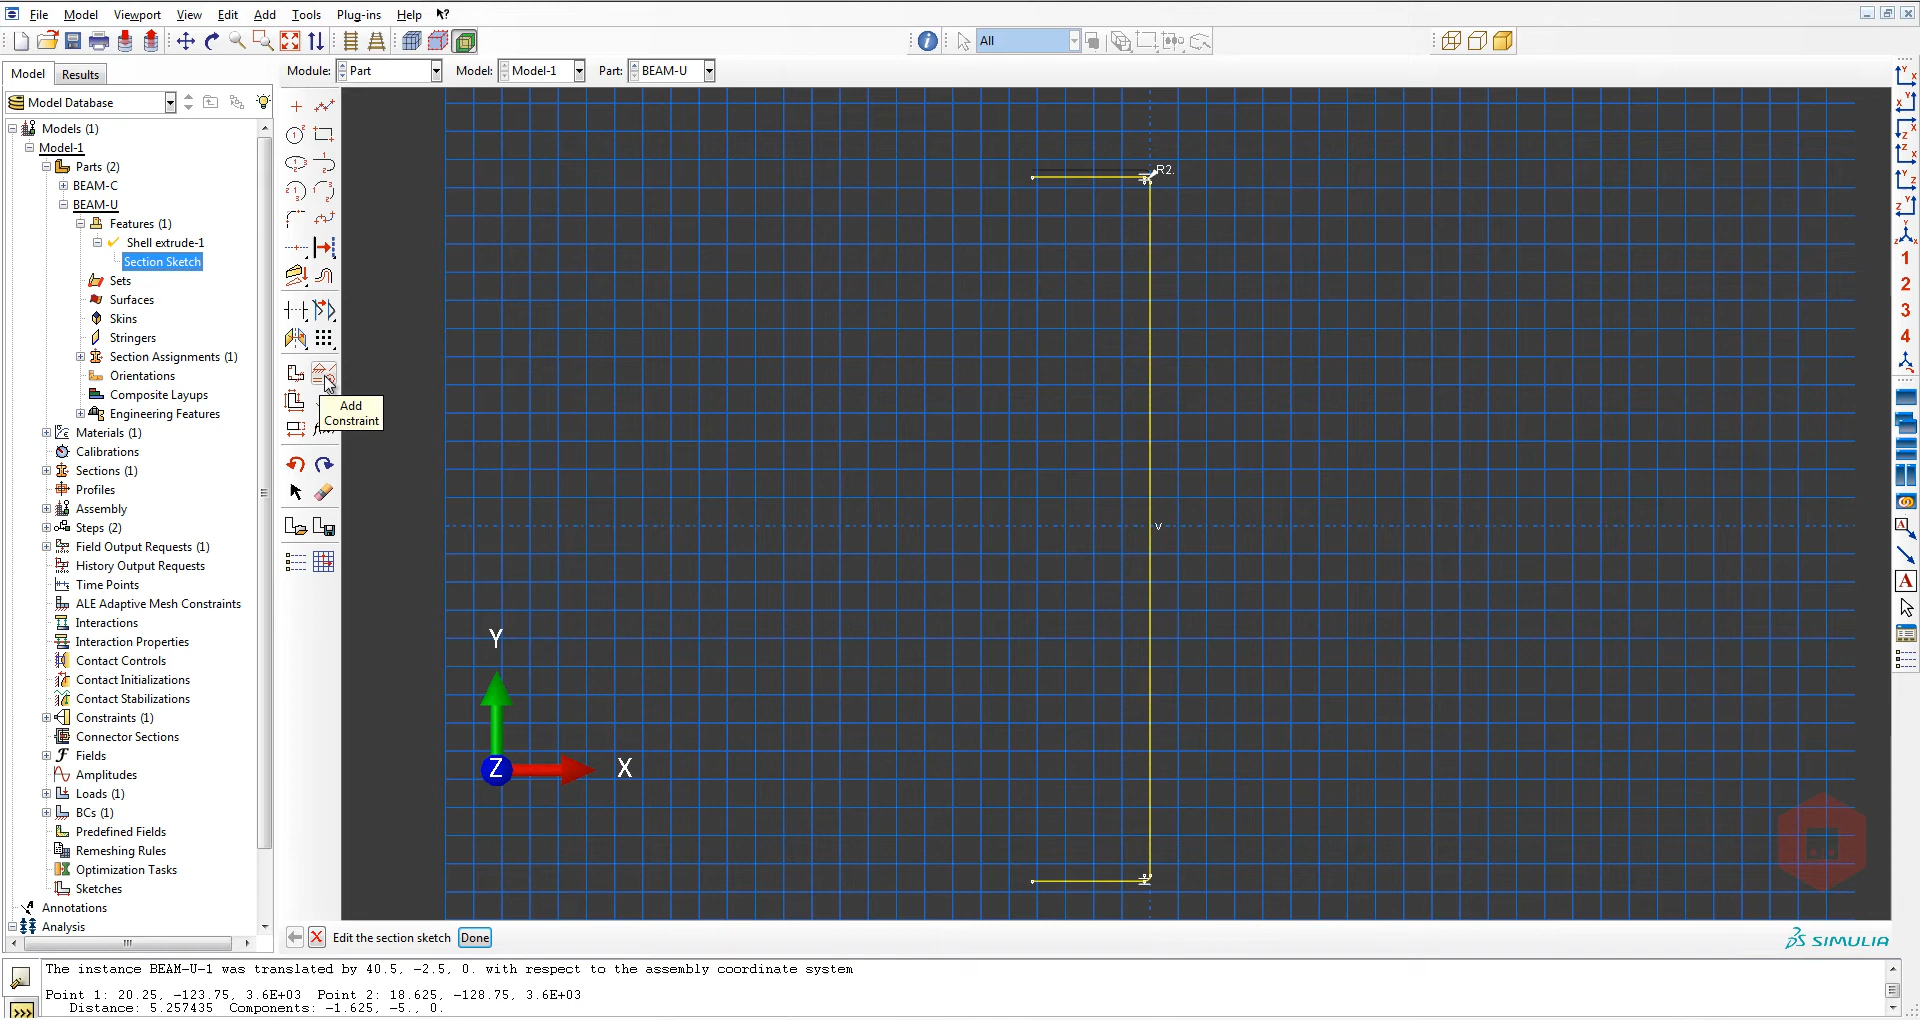 File Model Viewport View Edit Add Tools Plug-ins Help
All
Model Results
Module: Part Model: Model-1 Part: BEAM-U
Model Database
Models (1)
Model-1
Parts (2)
BEAM-C
BEAM-U
Features (1)
Shell extrude-1
Section Sketch
Sets
Surfaces
Skins
Stringers
Section Assignments (1)
Orientations
Composite Layups
Engineering Features
Materials (1)
Calibrations
Sections (1)
Profiles
Assembly
Steps (2)
Field Output Requests (1)
History Output Requests
Time Points
ALE Adaptive Mesh Constraints
Interactions
Interaction Properties
Contact Controls
Contact Initializations
Contact Stabilizations
Constraints (1)
Connector Sections
Fields
Amplitudes
Loads (1)
BCs (1)
Predefined Fields
Remeshing Rules
Optimization Tasks
Sketches
Annotations
Analysis
Add
Constraint
R2.
V
Y
Z
X
1
2
3
4
A
Edit the section sketch Done
SIMULIA
The instance BEAM-U-1 was translated by 40.5, -2.5, 0. with respect to the assembly coordinate system
Point 1: 20.25, -123.75, 3.6E+03 Point 2: 18.625, -128.75, 3.6E+03
Distance: 5.257435 Components: -1.625, -5., 0.
>>>